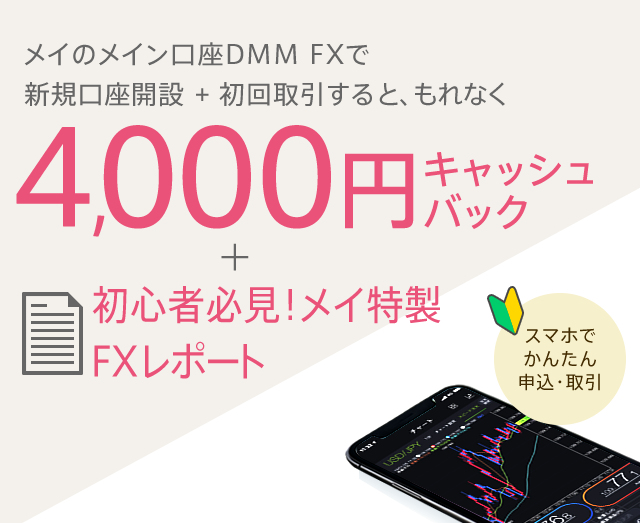 メイのメイン口座DMM FXで
新規口座開設 + 初回取引すると、もれなく
4,000円キャッシュ
バック
+
初心者必見!メイ特製
FXレポート
スマホで
かんたん
申込・取引
チャート
USD/JPY